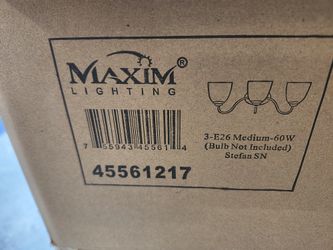 MAXIM®
LIGHTING
3-E26 Medium-60W
(Bulb Not Included)
Stefan SN
7 55943 45561 4
45561217